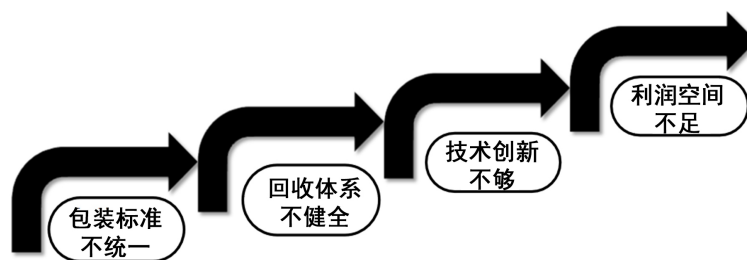 包装标准
不统一
回收体系
不健全
技术创新
不够
利润空间
不足